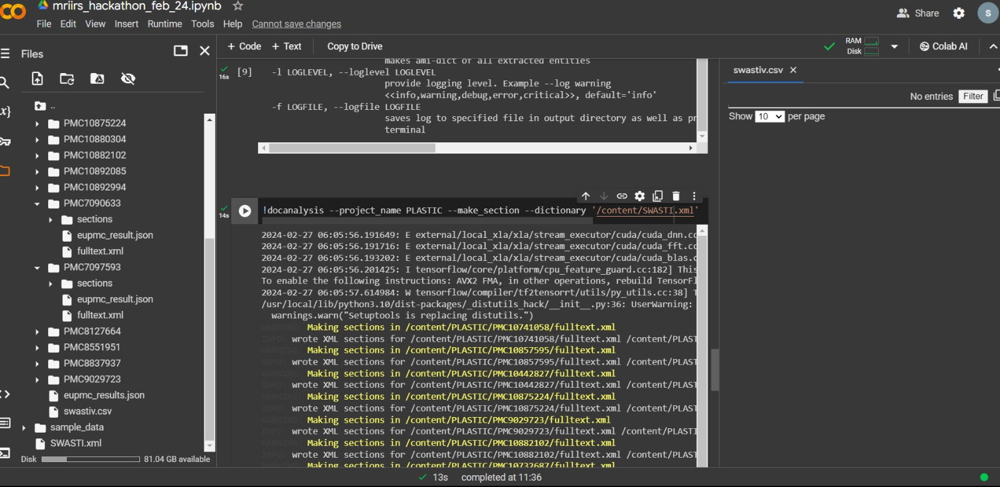 mriirs_hackathon_feb_24.ipynb
File Edit View Insert Runtime Tools Help Cannot save changes
Share
S
Files
+ Code + Text Copy to Drive
RAM
Disk
Colab AI
..
PMC10875224
PMC10880304
PMC10882102
PMC10892085
PMC10892994
PMC7090633
sections
eupmc_result.json
fulltext.xml
PMC7097593
sections
eupmc_result.json
fulltext.xml
PMC8127664
PMC8551951
PMC8837937
PMC9029723
eupmc_results.json
swastiv.csv
sample_data
SWASTI.xml
Disk 81.04 GB available
16s
[9]
makes ami-dict of all extracted entities
-l LOGLEVEL, --loglevel LOGLEVEL
provide logging level. Example --log warning
<<info,warning,debug,error,critical>>, default='info'
-f LOGFILE, --logfile LOGFILE
saves log to specified file in output directory as well as pr
terminal
14s
!docanalysis --project_name PLASTIC --make_section --dictionary '/content/SWASTI.xml'
2024-02-27 06:05:56.191649: E external/local_xla/xla/stream_executor/cuda/cuda_dnn.cc
2024-02-27 06:05:56.191716: E external/local_xla/xla/stream_executor/cuda/cuda_fft.cc
2024-02-27 06:05:56.193202: E external/local_xla/xla/stream_executor/cuda/cuda_blas.c
2024-02-27 06:05:56.201425: I tensorflow/core/platform/cpu_feature_guard.cc:182] This
To enable the following instructions: AVX2 FMA, in other operations, rebuild TensorFl
2024-02-27 06:05:57.614984: W tensorflow/compiler/tf2tensorrt/utils/py_utils.cc:38] T
/usr/local/lib/python3.10/dist-packages/_distutils_hack/__init__.py:36: UserWarning:
warnings.warn("Setuptools is replacing distutils.")
WARNING: Making sections in /content/PLASTIC/PMC10741058/fulltext.xml
INFO: wrote XML sections for /content/PLASTIC/PMC10741058/fulltext.xml /content/PLAST
WARNING: Making sections in /content/PLASTIC/PMC10857595/fulltext.xml
INFO: wrote XML sections for /content/PLASTIC/PMC10857595/fulltext.xml /content/PLAST
WARNING: Making sections in /content/PLASTIC/PMC10442827/fulltext.xml
INFO: wrote XML sections for /content/PLASTIC/PMC10442827/fulltext.xml /content/PLAST
WARNING: Making sections in /content/PLASTIC/PMC10875224/fulltext.xml
INFO: wrote XML sections for /content/PLASTIC/PMC10875224/fulltext.xml /content/PLAST
WARNING: Making sections in /content/PLASTIC/PMC9029723/fulltext.xml
INFO: wrote XML sections for /content/PLASTIC/PMC9029723/fulltext.xml /content/PLASTI
WARNING: Making sections in /content/PLASTIC/PMC10882102/fulltext.xml
INFO: wrote XML sections for /content/PLASTIC/PMC10882102/fulltext.xml /content/PLAST
WARNING: Making sections in /content/PLASTIC/PMC10732687/fulltext.xml
swastiv.csv
No entries Filter
Show 10 per page
13s completed at 11:36